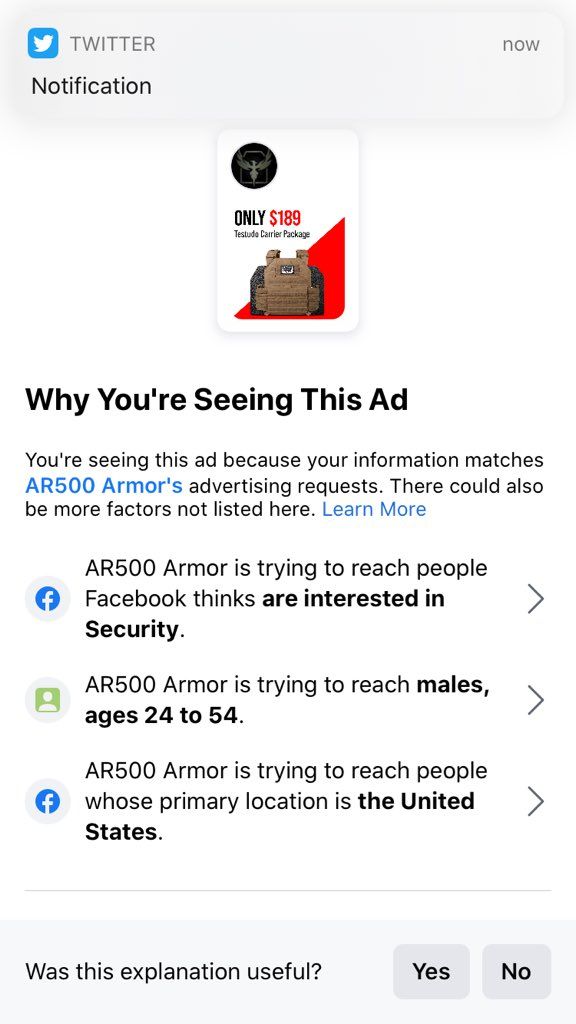 TWITTER
now
Notification
ONLY $189
Testudo Carrier Package
Why You're Seeing This Ad
You're seeing this ad because your information matches
AR500 Armor's advertising requests. There could also
be more factors not listed here. Learn More
AR500 Armor is trying to reach people
Facebook thinks are interested in
Security.
AR500 Armor is trying to reach males,
ages 24 to 54.
AR500 Armor is trying to reach people
whose primary location is the United
States.
Was this explanation useful?
Yes
No